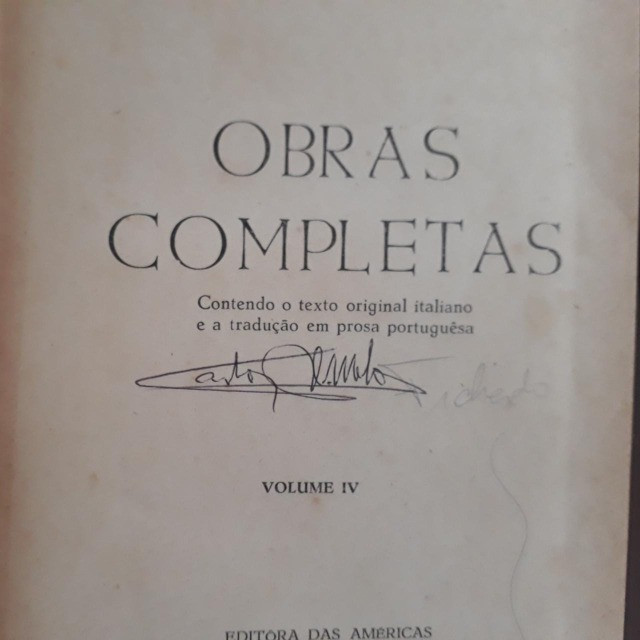 OBRAS
COMPLETAS
Contendo o texto original italiano
e a tradução em prosa portuguêsa
VOLUME IV
EDITORA DAS AMÉRICAS